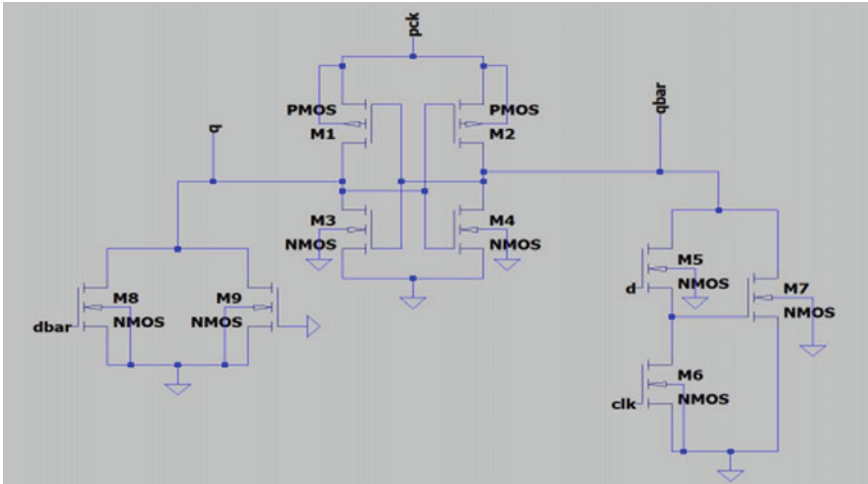 pck
q
qbar
PMOS
M1
PMOS
M2
M3
NMOS
M4
NMOS
M8
NMOS
dbar
M9
NMOS
M5
NMOS
d
M7
NMOS
M6
NMOS
clk